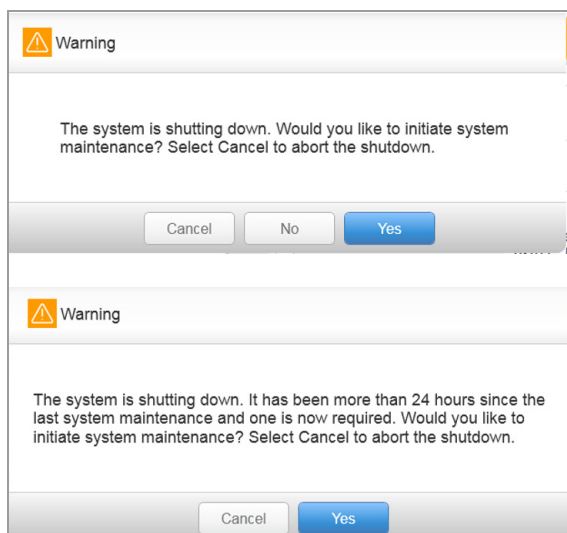 Warning
The system is shutting down. Would you like to initiate system
maintenance? Select Cancel to abort the shutdown.
Cancel No Yes
Warning
The system is shutting down. It has been more than 24 hours since the
last system maintenance and one is now required. Would you like to
initiate system maintenance? Select Cancel to abort the shutdown.
Cancel Yes